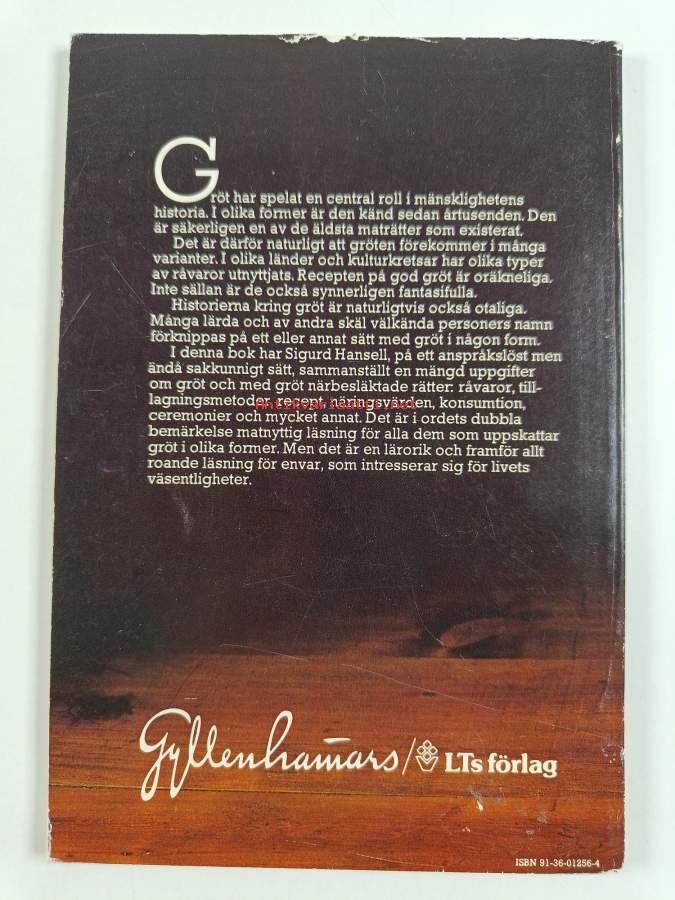 Gröt har spelat en central roll i mänsklighetens
historia. I olika former är den känd sedan årtusenden. Den
är säkerligen en av de äldsta maträtter som existerat.
Det är därför naturligt att gröten förekommer i många
varianter. I olika länder och kulturkretsar har olika typer
av råvaror utnyttjats. Recepten på god gröt är oräkneliga.
Inte sällan är de också synnerligen fantasifulla.
Historierna kring gröt är naturligtvis också otaliga.
Många lärda och av andra skäl välkända personers namn
förknippas på ett eller annat sätt med gröt i någon form.
I denna bok har Sigurd Hansell, på ett anspråkslöst men
ändå sakkunnigt sätt, sammanställt en mängd uppgifter
om gröt och med gröt närbesläktade rätter: råvaror, till-
lagningsmetoder, recept, näringsvärden, konsumtion,
antikvariaatti.net
ceremonier och mycket annat. Det är i ordets dubbla
bemärkelse matnyttig läsning för alla dem som uppskattar
gröt i olika former. Men det är en lärorik och framför allt
roande läsning för envar, som intresserar sig för livets
väsentligheter.
Gyllenhammars / LTs förlag
ISBN 91-36-01256-4